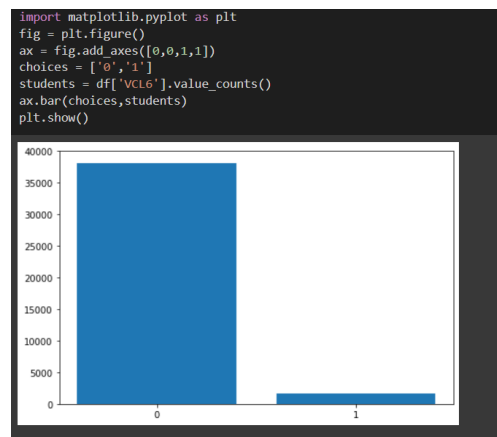 import matplotlib.pyplot as plt
fig = plt.figure()
ax = fig.add_axes([0,0,1,1])
choices = ['0','1']
students = df['VCL6'].value_counts()
ax.bar(choices,students)
plt.show()
40000
35000
30000
25000
20000
15000
10000
5000
0
0 1